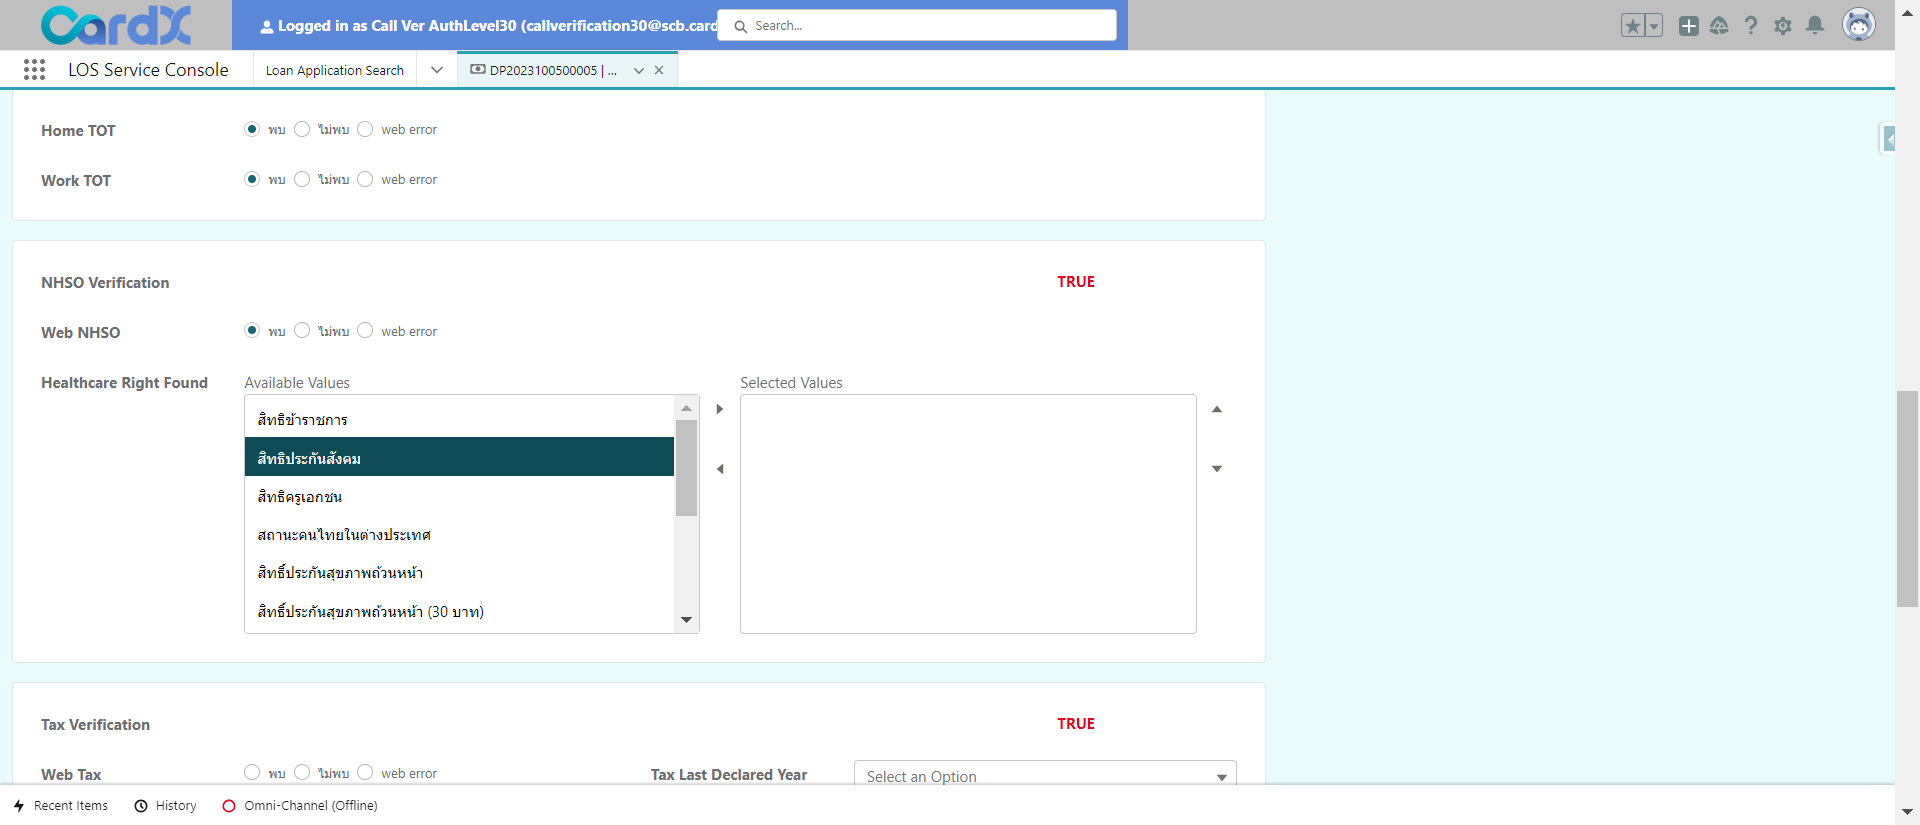 CardX
Logged in as Call Ver AuthLevel30 (callverification30@scb.card
Search...
LOS Service Console
Loan Application Search
DP2023100500005 | ...
Home TOT
พบ ไม่พบ web error
Work TOT
พบ ไม่พบ web error
NHSO Verification
TRUE
Web NHSO
พบ ไม่พบ web error
Healthcare Right Found
Available Values
Selected Values
สิทธิข้าราชการ
สิทธิประกันสังคม
สิทธิครูเอกชน
สถานะคนไทยในต่างประเทศ
สิทธิ์ประกันสุขภาพถ้วนหน้า
สิทธิ์ประกันสุขภาพถ้วนหน้า (30 บาท)
Tax Verification
TRUE
Web Tax
พบ ไม่พบ web error
Tax Last Declared Year
Select an Option
Recent Items
History
Omni-Channel (Offline)